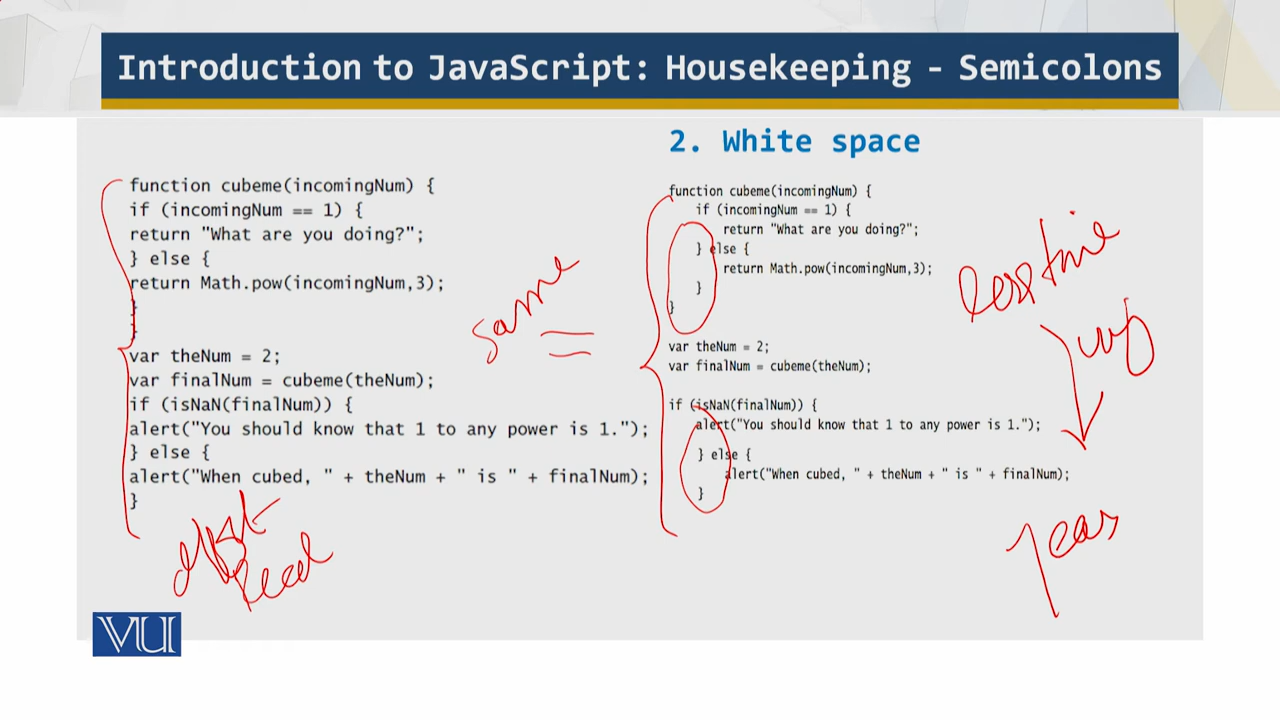 Introduction to JavaScript: Housekeeping - Semicolons
2. White space
function cubeme(incomingNum) {
if (incomingNum == 1) {
return "What are you doing?";
} else {
return Math.pow(incomingNum,3);
}
}
var theNum = 2;
var finalNum = cubeme(theNum);
if (isNaN(finalNum)) {
alert("You should know that 1 to any power is 1.");
} else {
alert("When cubed, " + theNum + " is " + finalNum);
}
same
read
function cubeme(incomingNum) {
if (incomingNum == 1) {
return "What are you doing?";
} else {
return Math.pow(incomingNum,3);
}
}
var theNum = 2;
var finalNum = cubeme(theNum);
if (isNaN(finalNum)) {
alert("You should know that 1 to any power is 1.");
} else {
alert("When cubed, " + theNum + " is " + finalNum);
}
VU